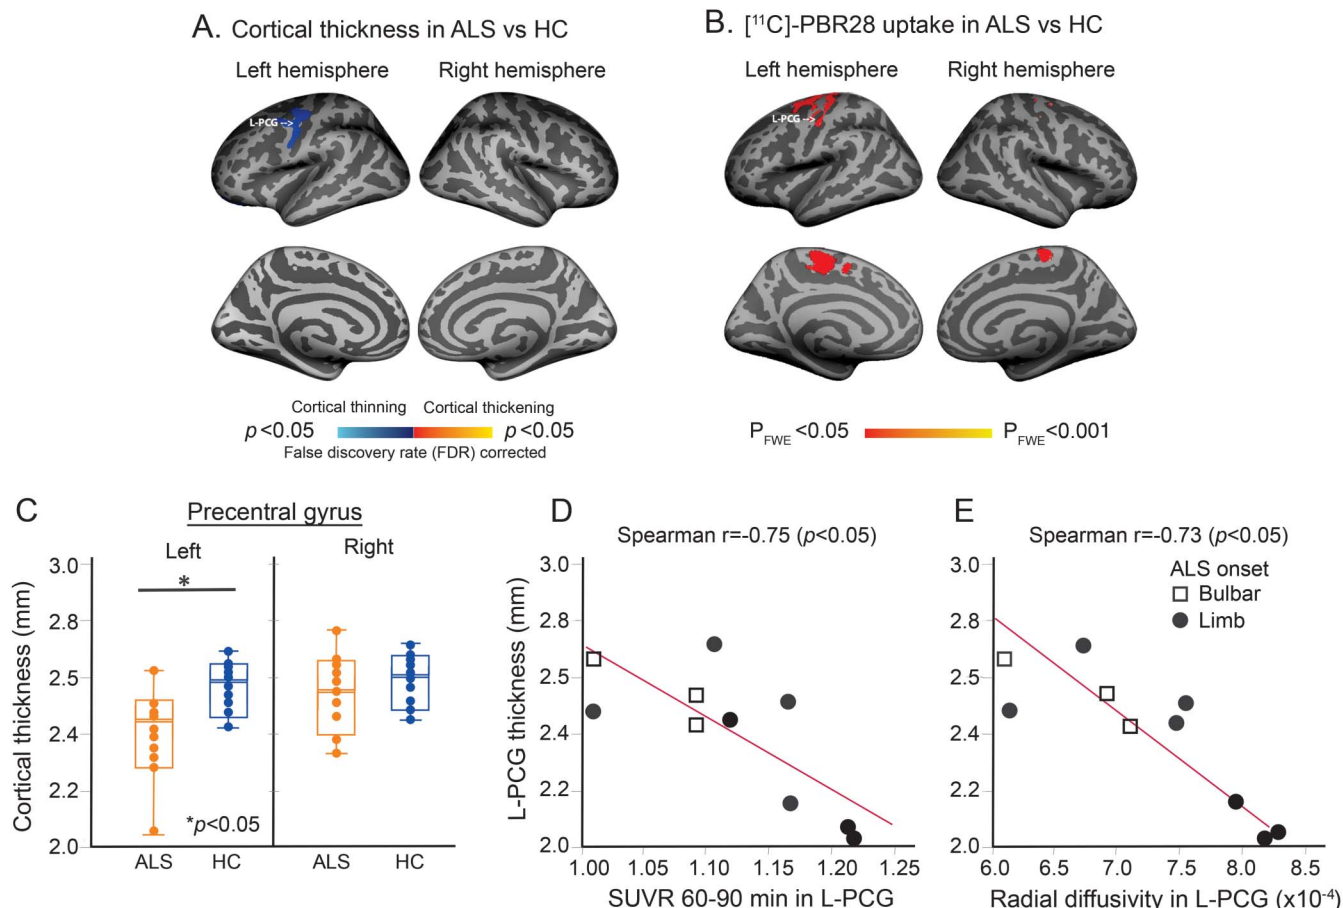 A. Cortical thickness in ALS vs HC
Left hemisphere
Right hemisphere
L-PCG -->
Cortical thinning
Cortical thickening
p<0.05
p<0.05
False discovery rate (FDR) corrected
B. [¹¹C]-PBR28 uptake in ALS vs HC
Left hemisphere
Right hemisphere
L-PCG -->
P_FWE<0.05
P_FWE<0.001
C
Precentral gyrus
Left
Right
Cortical thickness (mm)
3.0
2.8
2.5
2.4
2.2
2.0
*
*p<0.05
ALS
HC
ALS
HC
D
Spearman r=-0.75 (p<0.05)
L-PCG thickness (mm)
3.0
2.8
2.5
2.4
2.2
2.0
1.00
1.05
1.10
1.15
1.20
1.25
SUVR 60-90 min in L-PCG
E
Spearman r=-0.73 (p<0.05)
ALS onset
Bulbar
Limb
3.0
2.8
2.5
2.4
2.2
2.0
6.0
6.5
7.0
7.5
8.0
8.5
Radial diffusivity in L-PCG (x10⁻⁴)